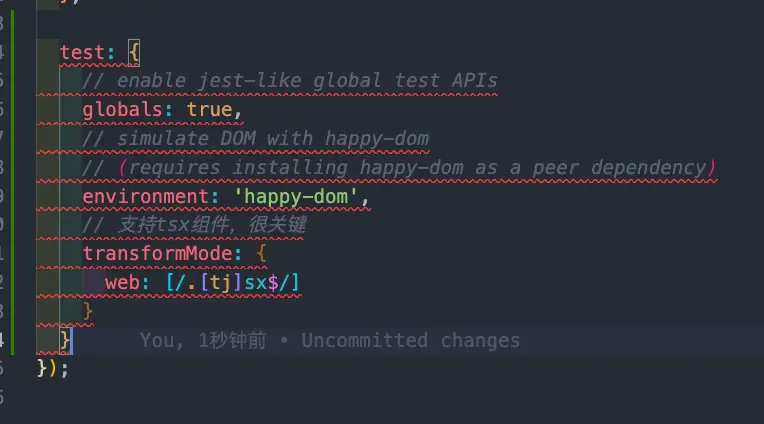 },
test: {
// enable jest-like global test APIs
globals: true,
// simulate DOM with happy-dom
// (requires installing happy-dom as a peer dependency)
environment: 'happy-dom',
// 支持tsx组件，很关键
transformMode: {
web: [/.[tj]sx$/]
}
} You, 1秒钟前 • Uncommitted changes
});